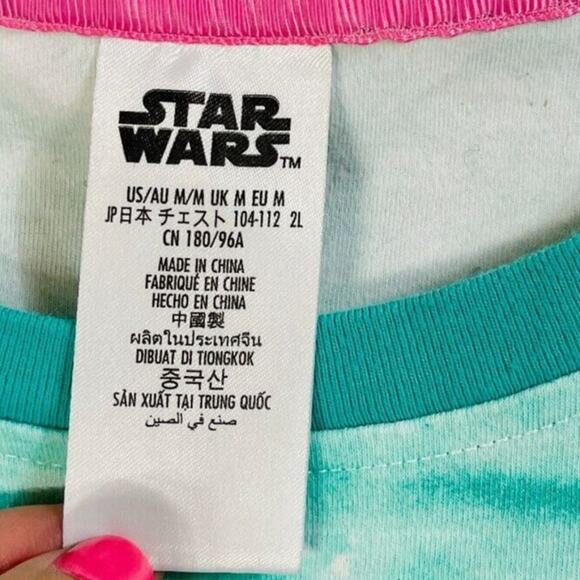 STAR
WARS TM
US/AU M/M UK M EU M
JP日本 チェスト 104-112 2L
CN 180/96A
MADE IN CHINA
FABRIQUÉ EN CHINE
HECHO EN CHINA
中國製
ผลิตในประเทศจีน
DIBUAT DI TIONGKOK
중국산
SẢN XUẤT TẠI TRUNG QUỐC
صنع في الصين